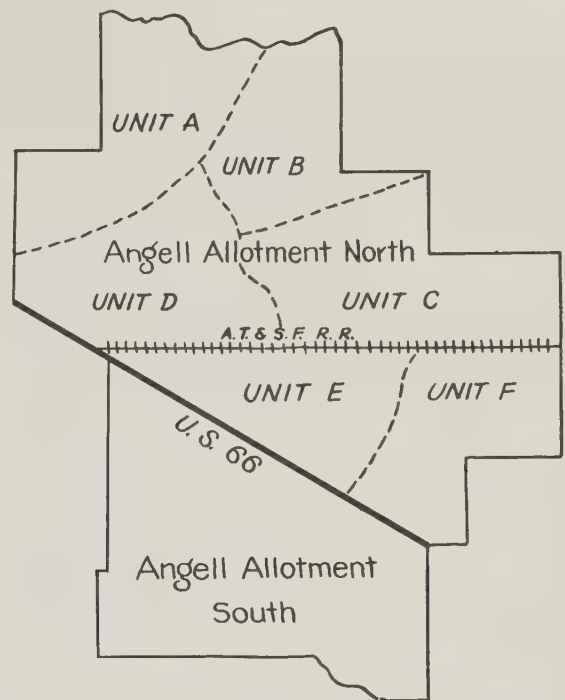 UNIT A
UNIT B
Angell Allotment North
UNIT D
UNIT C
A.T. & S.F. R.R.
UNIT E
UNIT F
U.S. 66
Angell Allotment
South